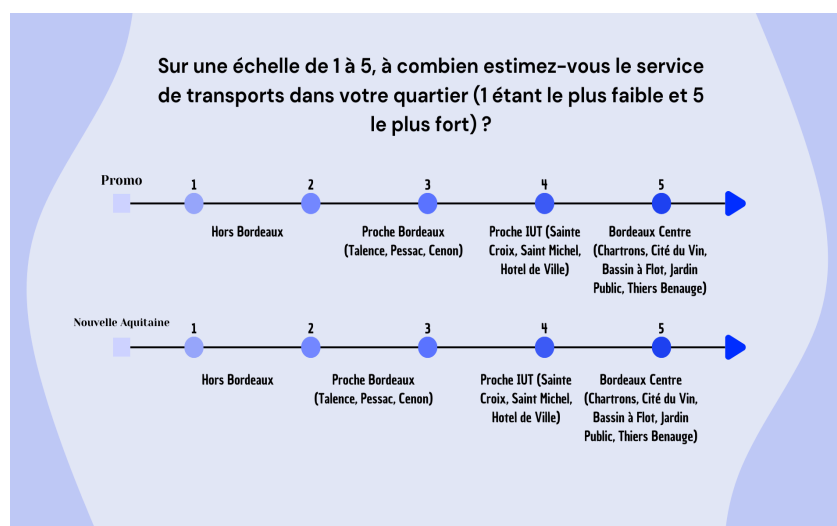 Sur une échelle de 1 à 5, à combien estimez-vous le service
de transports dans votre quartier (1 étant le plus faible et 5
le plus fort) ?
Promo
1 2 3 4 5
Hors Bordeaux
Proche Bordeaux
(Talence, Pessac, Cenon)
Proche IUT (Sainte
Croix, Saint Michel,
Hotel de Ville)
Bordeaux Centre
(Chartrons, Cité du Vin,
Bassin à Flot, Jardin
Public, Thiers Benauge)
Nouvelle Aquitaine
1 2 3 4 5
Hors Bordeaux
Proche Bordeaux
(Talence, Pessac, Cenon)
Proche IUT (Sainte
Croix, Saint Michel,
Hotel de Ville)
Bordeaux Centre
(Chartrons, Cité du Vin,
Bassin à Flot, Jardin
Public, Thiers Benauge)